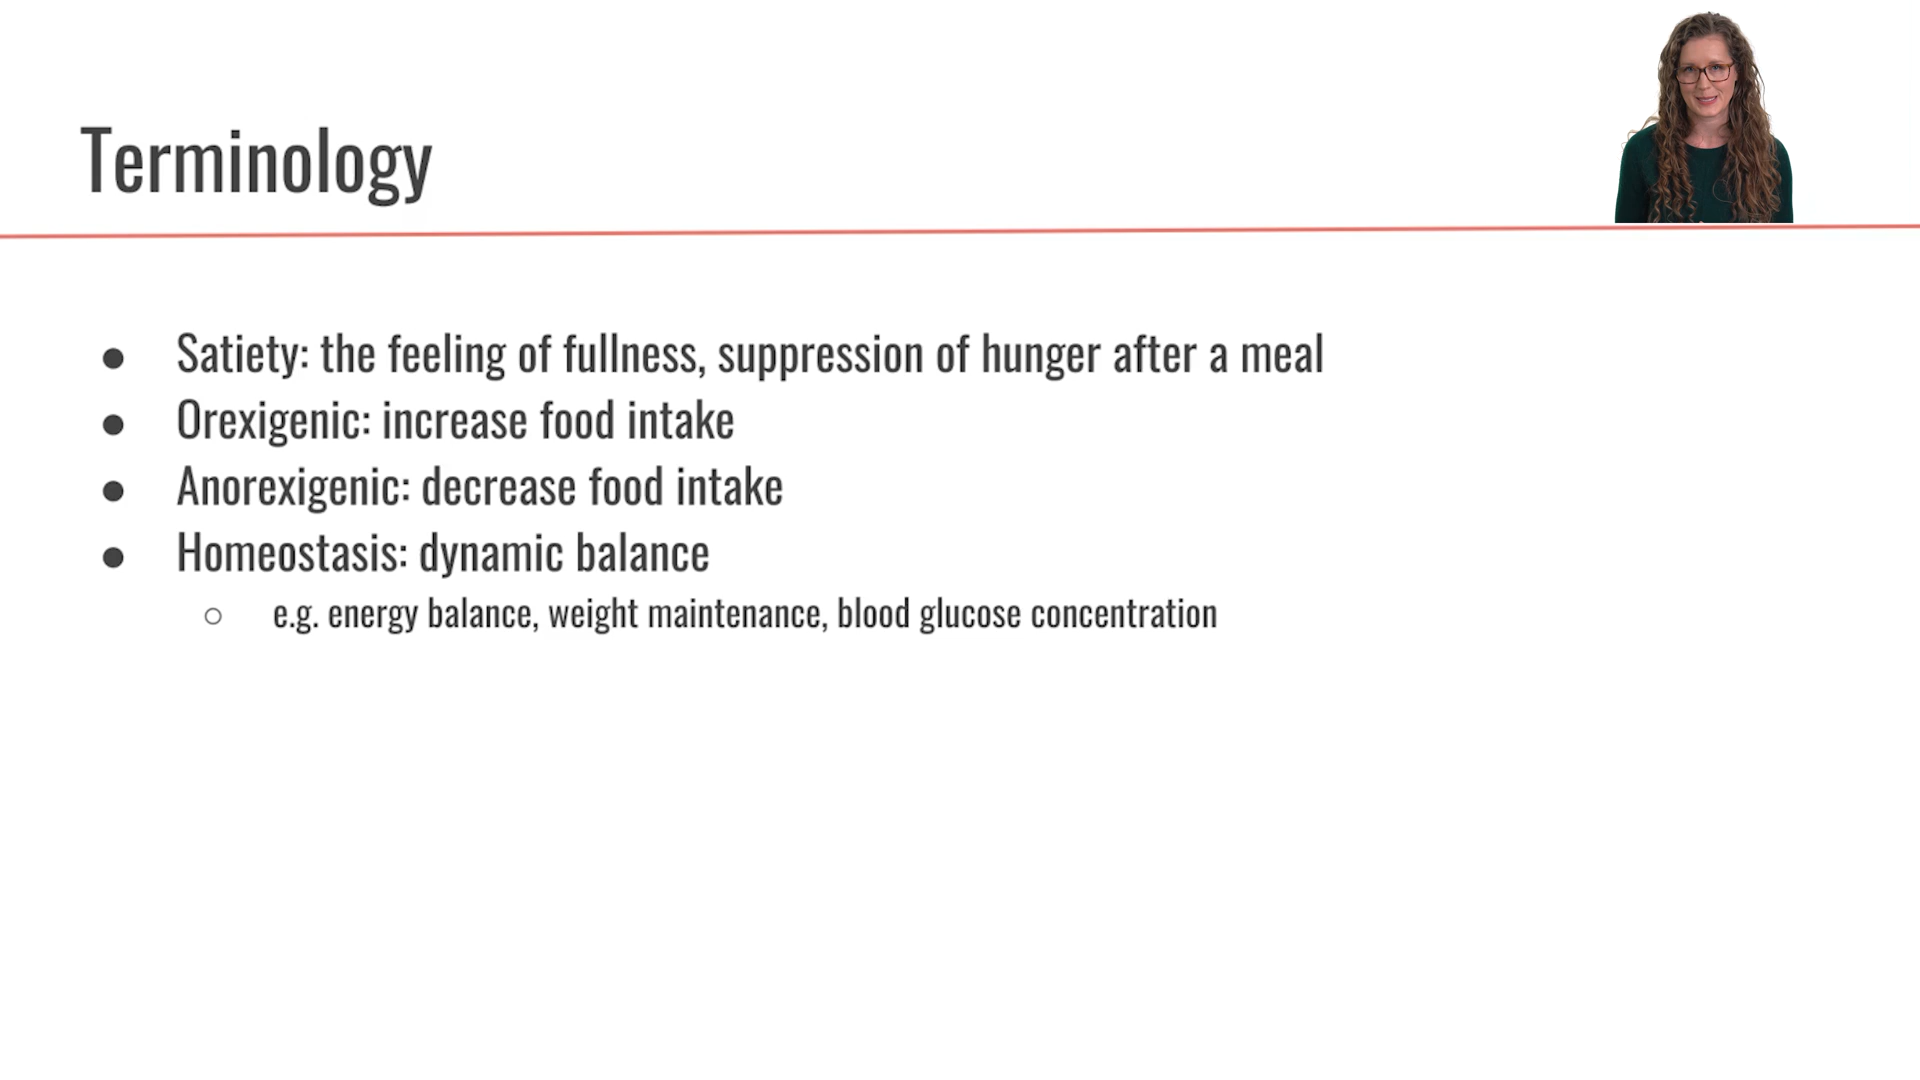 Terminology
● Satiety: the feeling of fullness, suppression of hunger after a meal
● Orexigenic: increase food intake
● Anorexigenic: decrease food intake
● Homeostasis: dynamic balance
○ e.g. energy balance, weight maintenance, blood glucose concentration